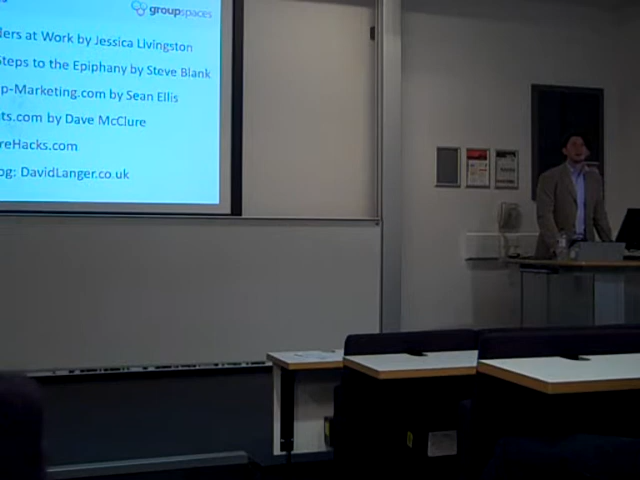 groupspaces
ers at Work by Jessica Livingston
Steps to the Epiphany by Steve Blank
p-Marketing.com by Sean Ellis
ts.com by Dave McClure
reHacks.com
og: DavidLanger.co.uk